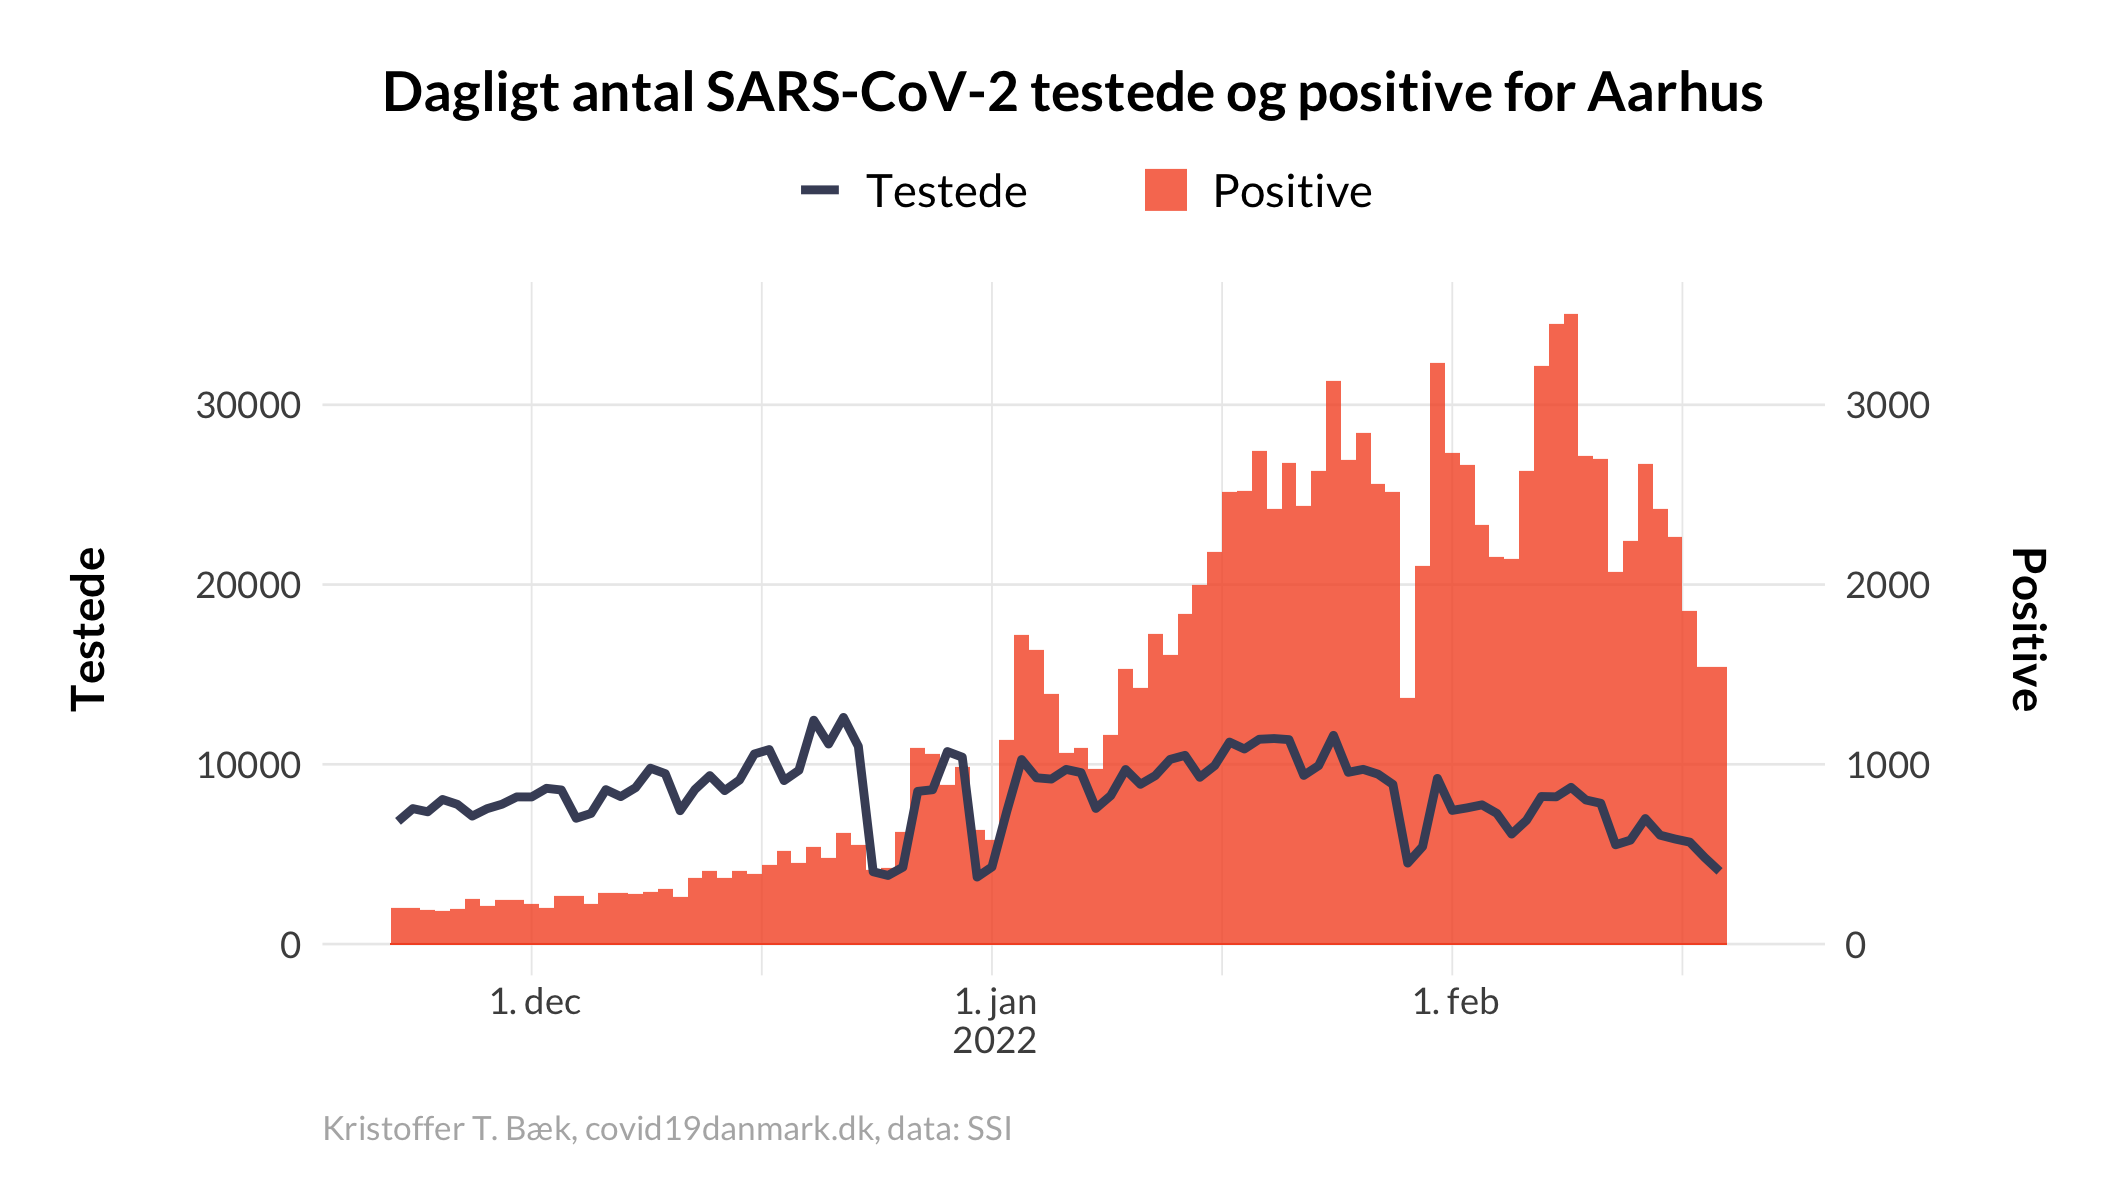 Dagligt antal SARS-CoV-2 testede og positive for Aarhus
Testede
Positive
30000
20000
10000
0
3000
2000
1000
0
Testede
Positive
1. dec
1. jan
2022
1. feb
Kristoffer T. Bæk, covid19danmark.dk, data: SSI